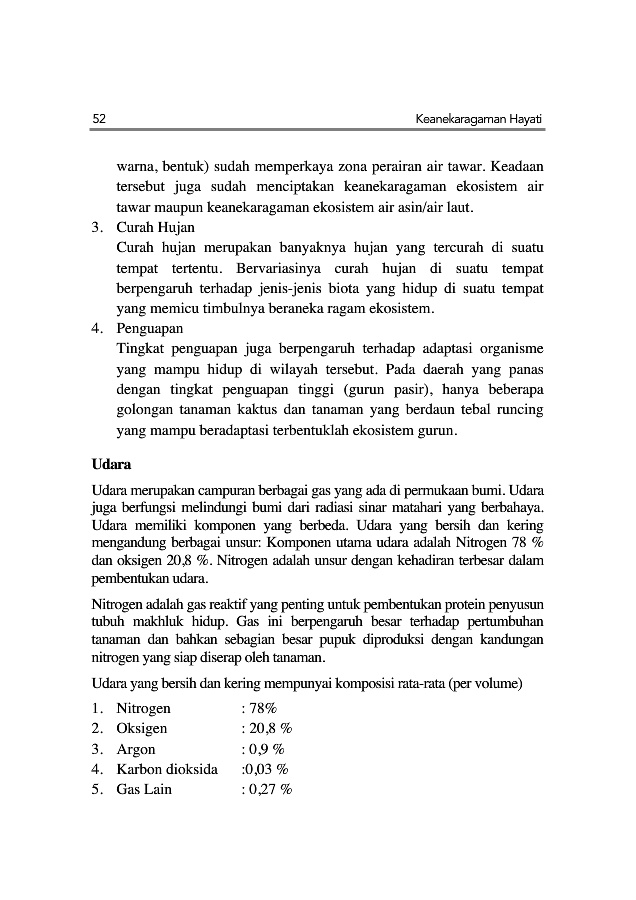 52 Keanekaragaman Hayati
warna, bentuk) sudah memperkaya zona perairan air tawar. Keadaan
tersebut juga sudah menciptakan keanekaragaman ekosistem air
tawar maupun keanekaragaman ekosistem air asin/air laut.
3. Curah Hujan
Curah hujan merupakan banyaknya hujan yang tercurah di suatu
tempat tertentu. Bervariasinya curah hujan di suatu tempat
berpengaruh terhadap jenis-jenis biota yang hidup di suatu tempat
yang memicu timbulnya beraneka ragam ekosistem.
4. Penguapan
Tingkat penguapan juga berpengaruh terhadap adaptasi organisme
yang mampu hidup di wilayah tersebut. Pada daerah yang panas
dengan tingkat penguapan tinggi (gurun pasir), hanya beberapa
golongan tanaman kaktus dan tanaman yang berdaun tebal runcing
yang mampu beradaptasi terbentuklah ekosistem gurun.
Udara
Udara merupakan campuran berbagai gas yang ada di permukaan bumi. Udara
juga berfungsi melindungi bumi dari radiasi sinar matahari yang berbahaya.
Udara memiliki komponen yang berbeda. Udara yang bersih dan kering
mengandung berbagai unsur: Komponen utama udara adalah Nitrogen 78 %
dan oksigen 20,8 %. Nitrogen adalah unsur dengan kehadiran terbesar dalam
pembentukan udara.
Nitrogen adalah gas reaktif yang penting untuk pembentukan protein penyusun
tubuh makhluk hidup. Gas ini berpengaruh besar terhadap pertumbuhan
tanaman dan bahkan sebagian besar pupuk diproduksi dengan kandungan
nitrogen yang siap diserap oleh tanaman.
Udara yang bersih dan kering mempunyai komposisi rata-rata (per volume)
1. Nitrogen : 78%
2. Oksigen : 20,8 %
3. Argon : 0,9 %
4. Karbon dioksida :0,03 %
5. Gas Lain : 0,27 %